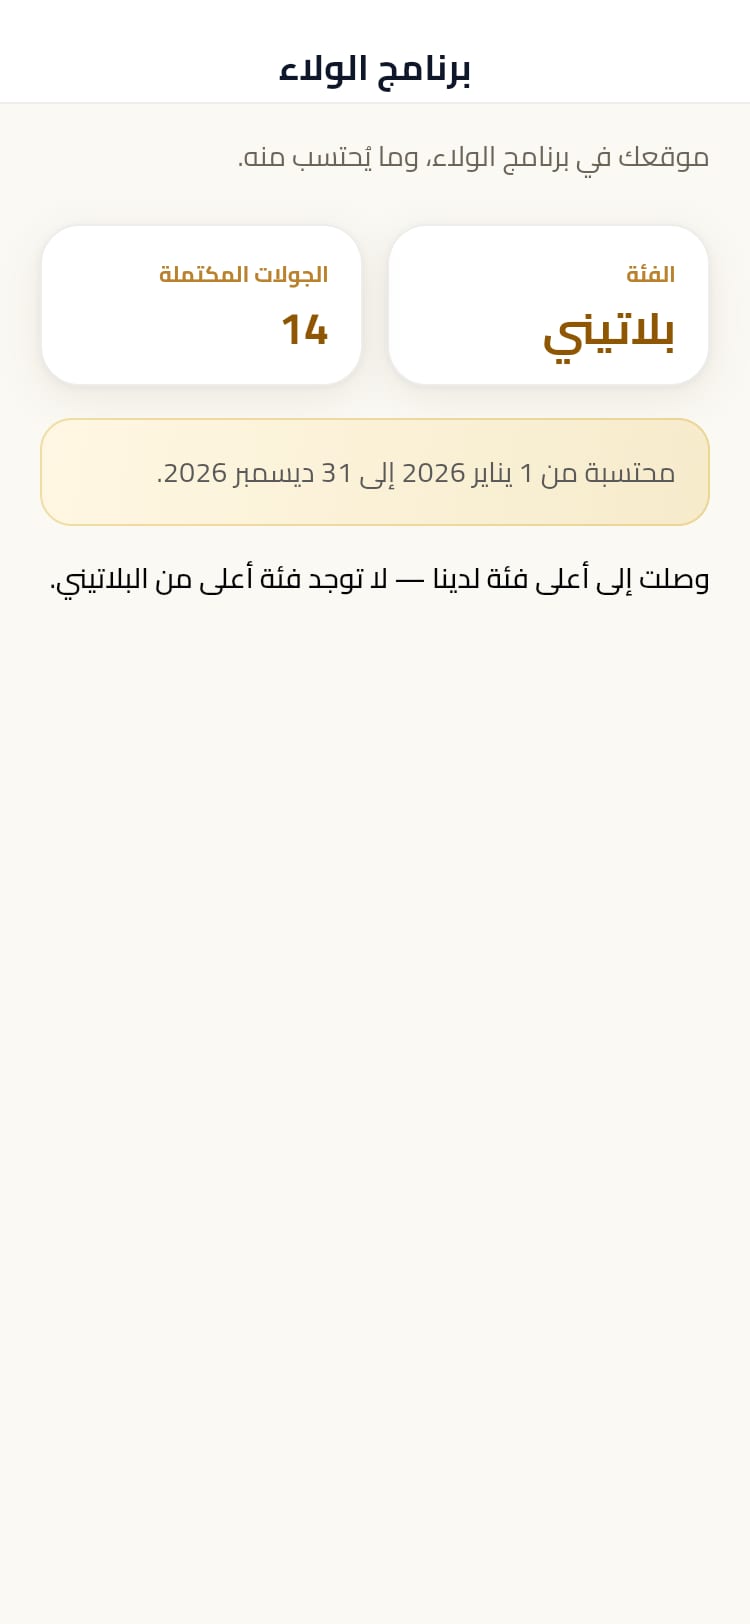 برنامج الولاء
موقعك في برنامج الولاء، وما يُحتسب منه.
الفئة
بلاتيني
الجولات المكتملة
14
محتسبة من 1 يناير 2026 إلى 31 ديسمبر 2026.
وصلت إلى أعلى فئة لدينا — لا توجد فئة أعلى من البلاتيني.